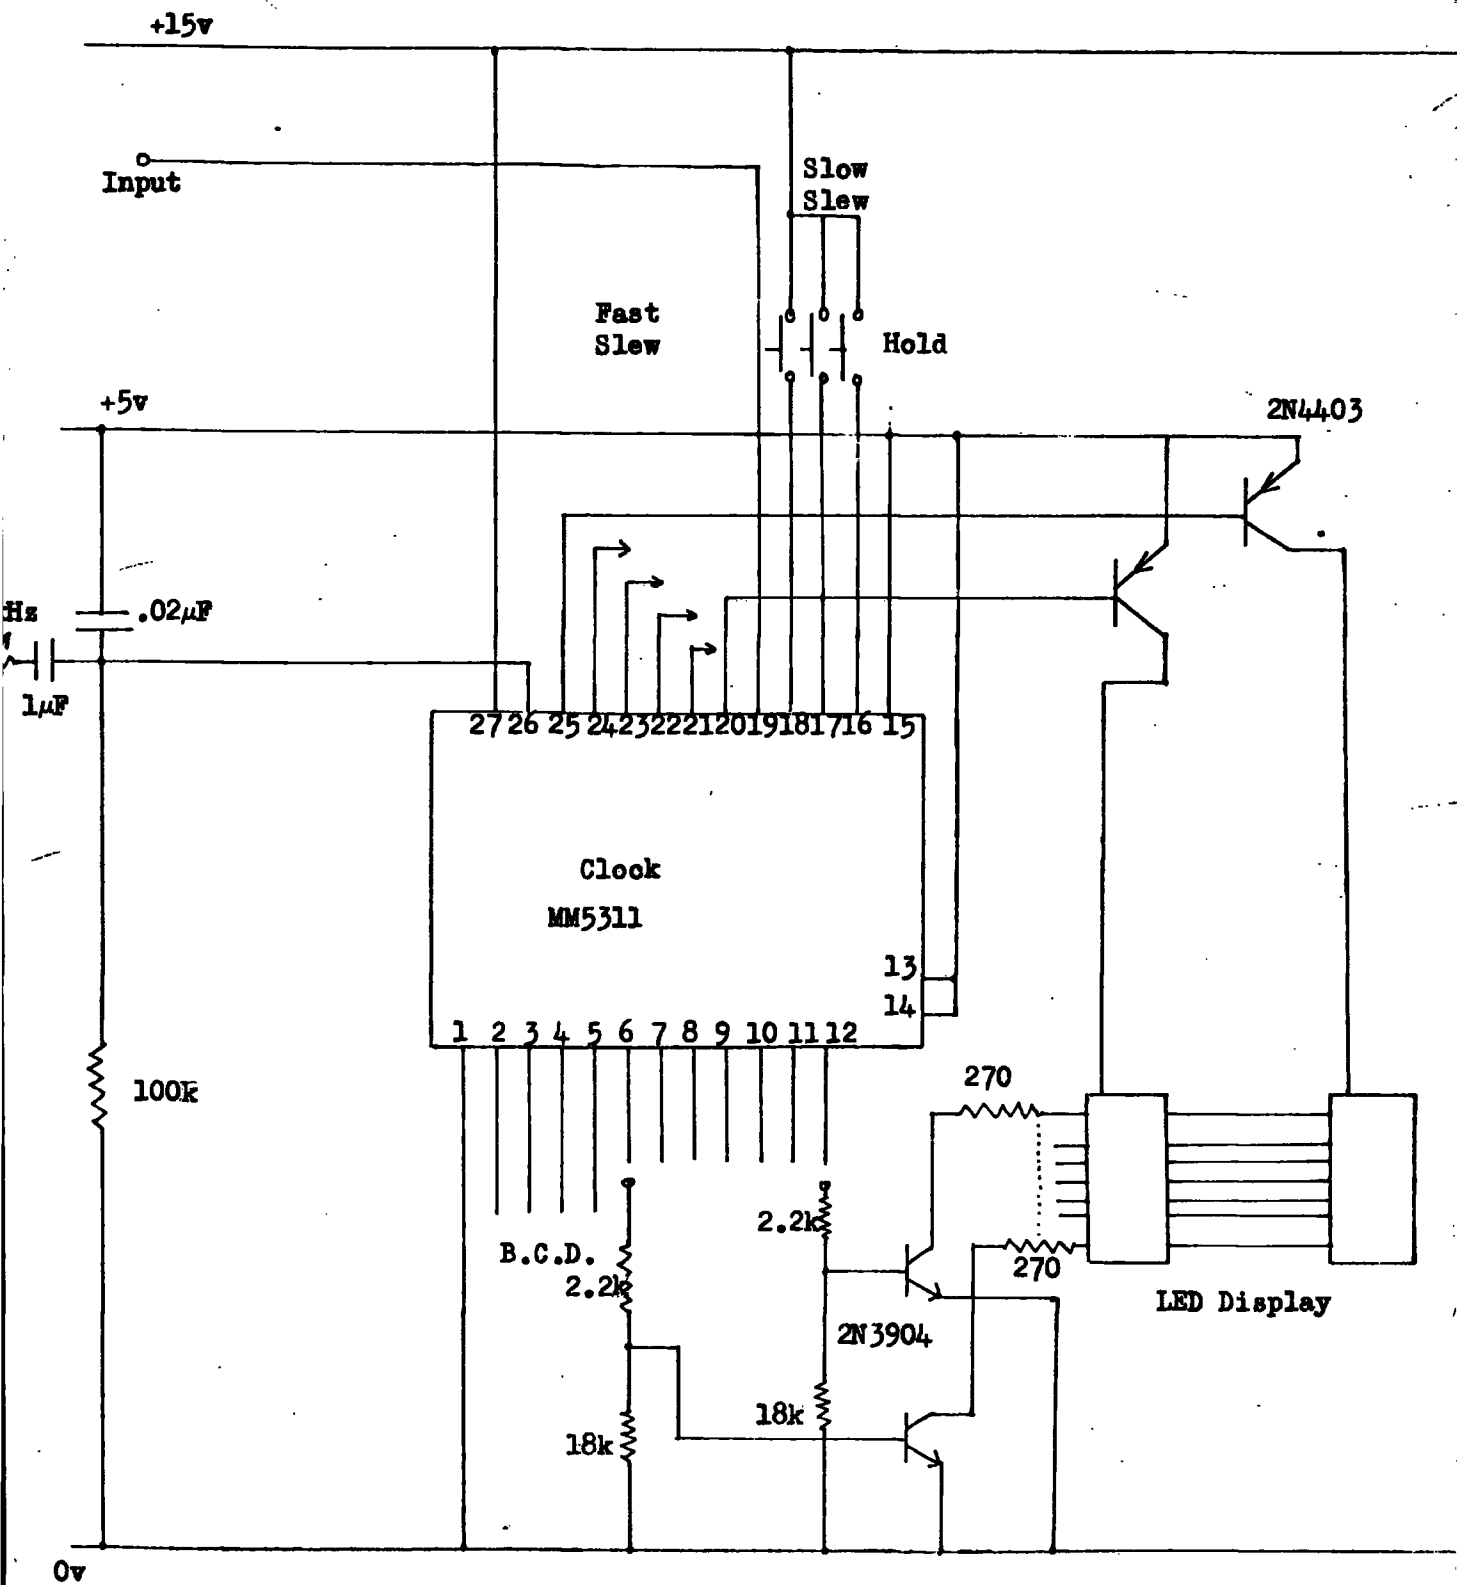 +15v
Input
Slow
Slew
Fast
Slew
Hold
+5v
2N4403
Hz
.02μF
1μF
27 26 25 24 23 22 21 20 19 18 17 16 15
Clock
MM5311
13
14
1 2 3 4 5 6 7 8 9 10 11 12
100k
270
2.2k
B.C.D.
2.2k
270
LED Display
2N3904
18k
18k
0v